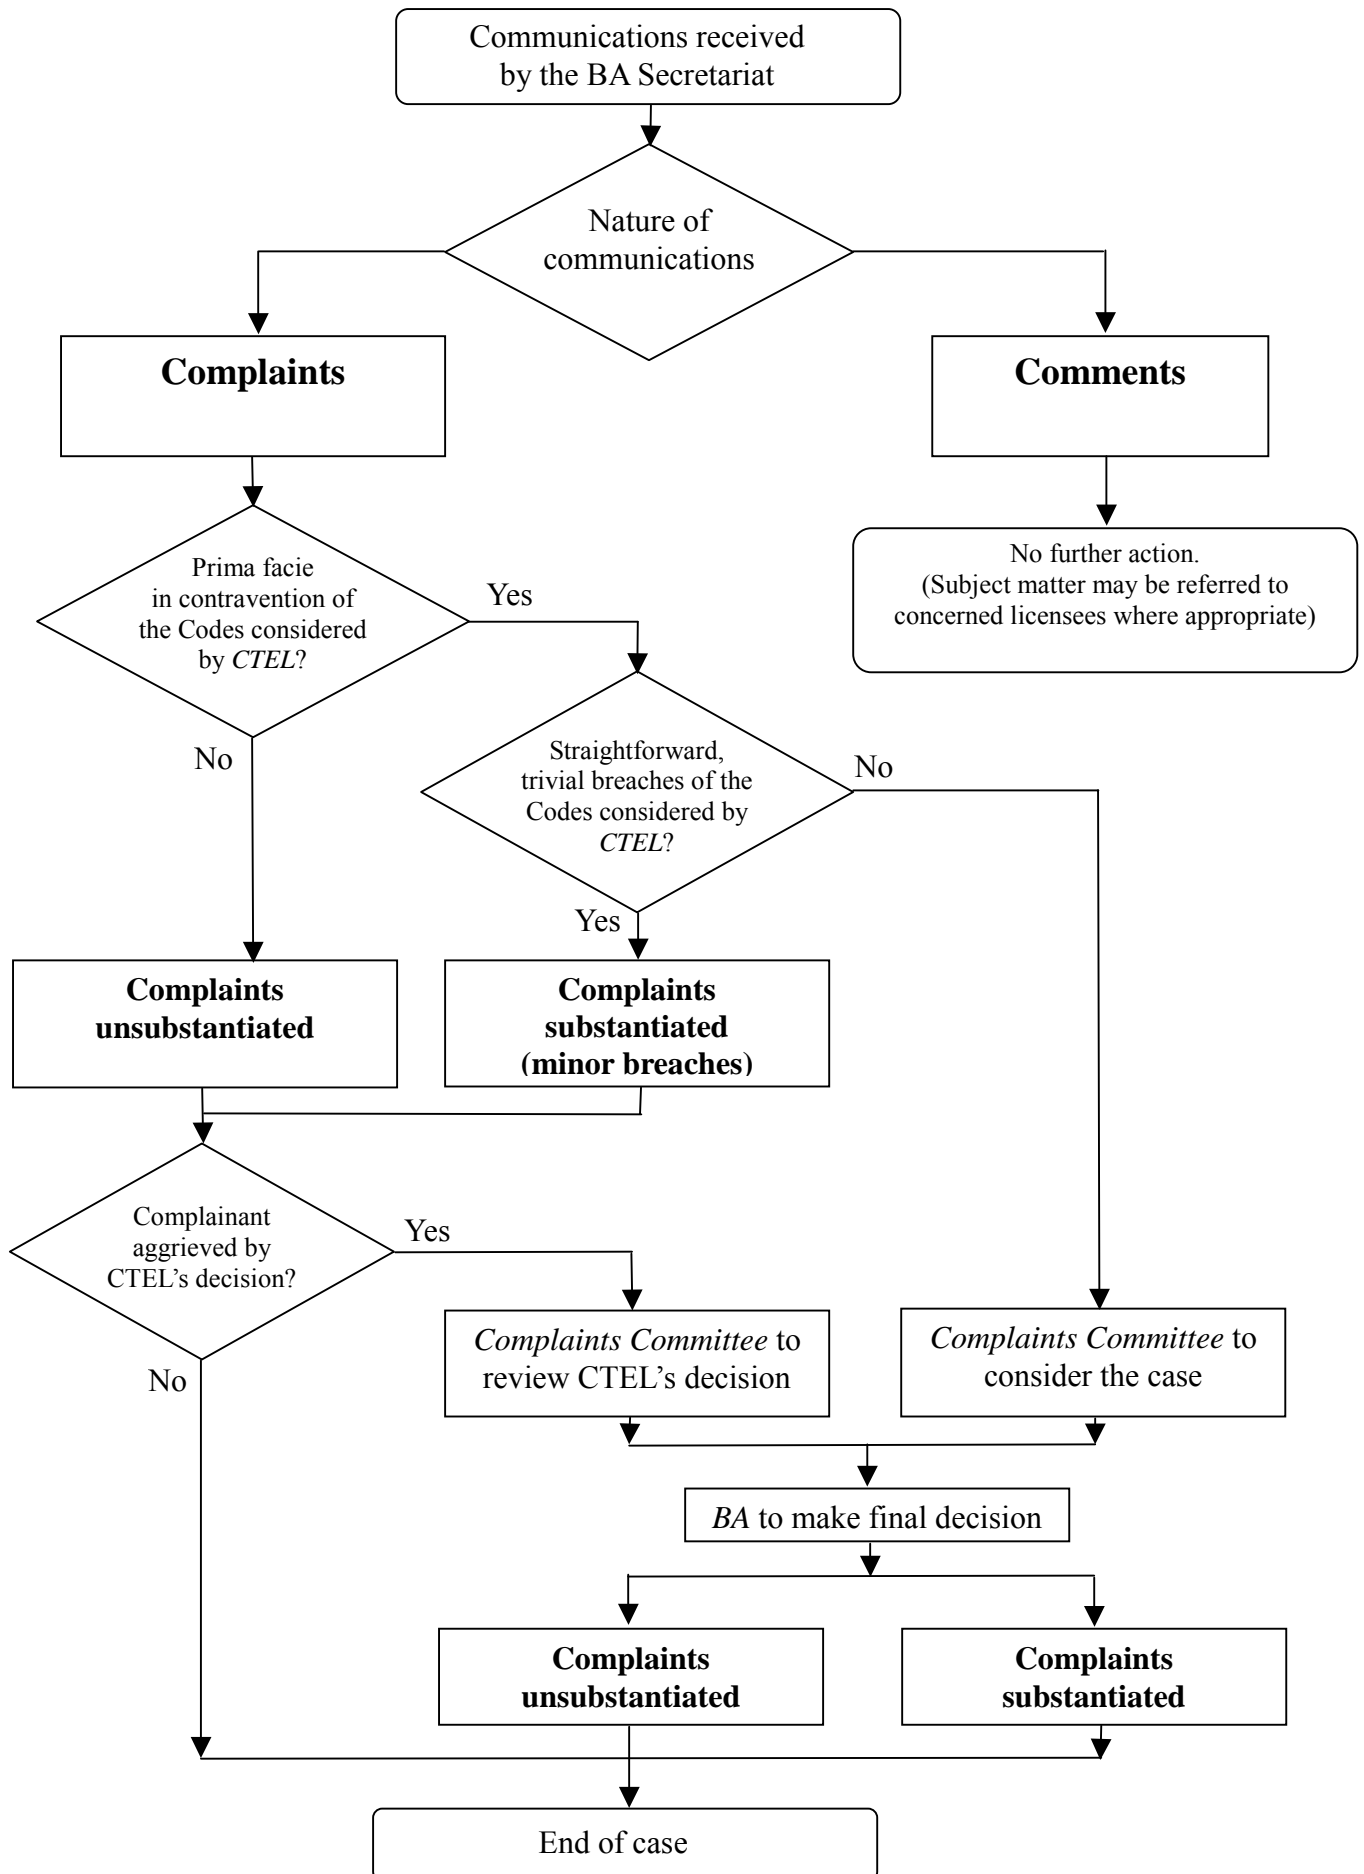 Communications received
by the BA Secretariat
Nature of
communications
Complaints
Comments
No further action.
(Subject matter may be referred to
concerned licensees where appropriate)
Prima facie
in contravention of
the Codes considered
by CTEL?
Yes
No
Straightforward,
trivial breaches of the
Codes considered by
CTEL?
No
Yes
Complaints
unsubstantiated
Complaints
substantiated
(minor breaches)
Complainant
aggrieved by
CTEL's decision?
Yes
No
Complaints Committee to
review CTEL's decision
Complaints Committee to
consider the case
BA to make final decision
Complaints
unsubstantiated
Complaints
substantiated
End of case